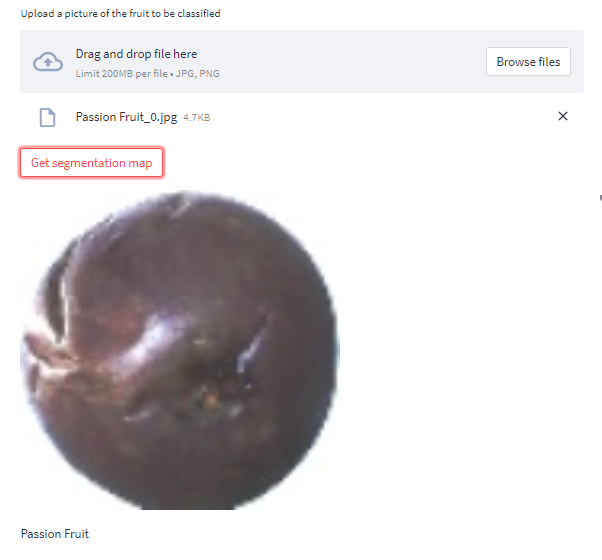 Upload a picture of the fruit to be classified
Drag and drop file here
Limit 200MB per file • JPG, PNG
Browse files
Passion Fruit_0.jpg 4.7KB
Get segmentation map
Passion Fruit